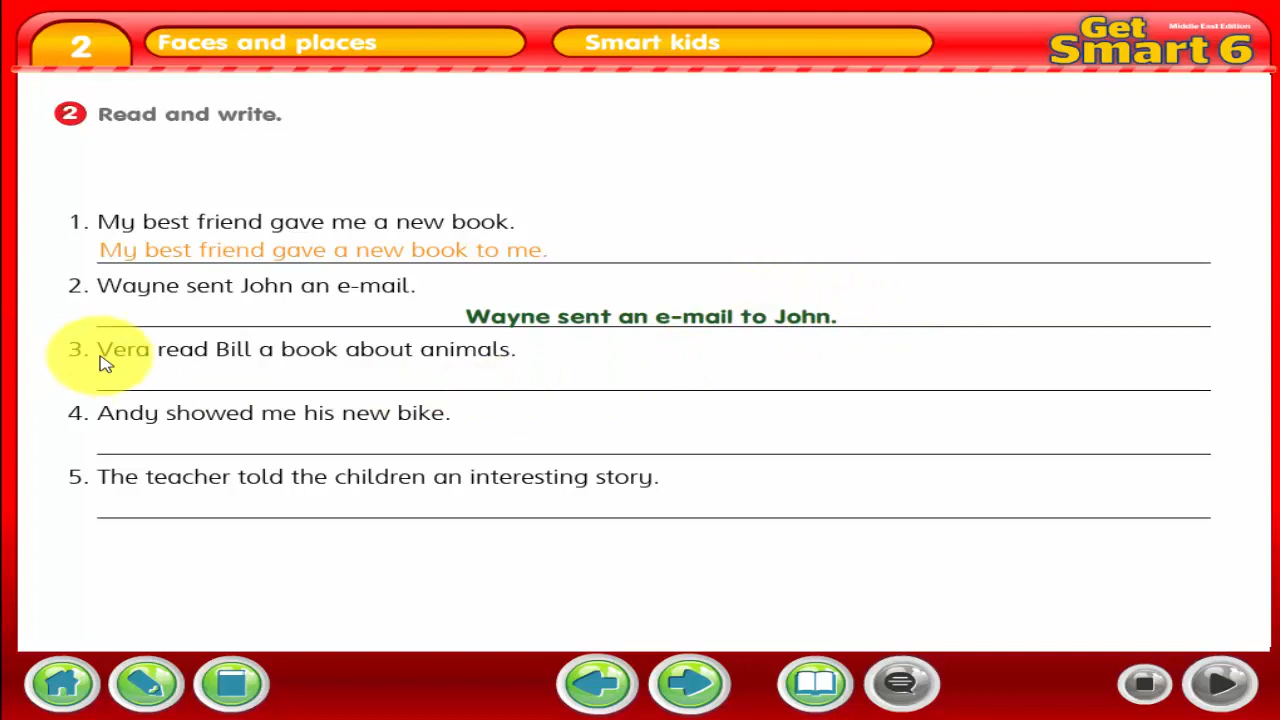 2 Faces and places Smart kids Get Smart 6 Middle East Edition
2 Read and write.
1. My best friend gave me a new book.
My best friend gave a new book to me.
2. Wayne sent John an e-mail.
Wayne sent an e-mail to John.
3. Vera read Bill a book about animals.
4. Andy showed me his new bike.
5. The teacher told the children an interesting story.